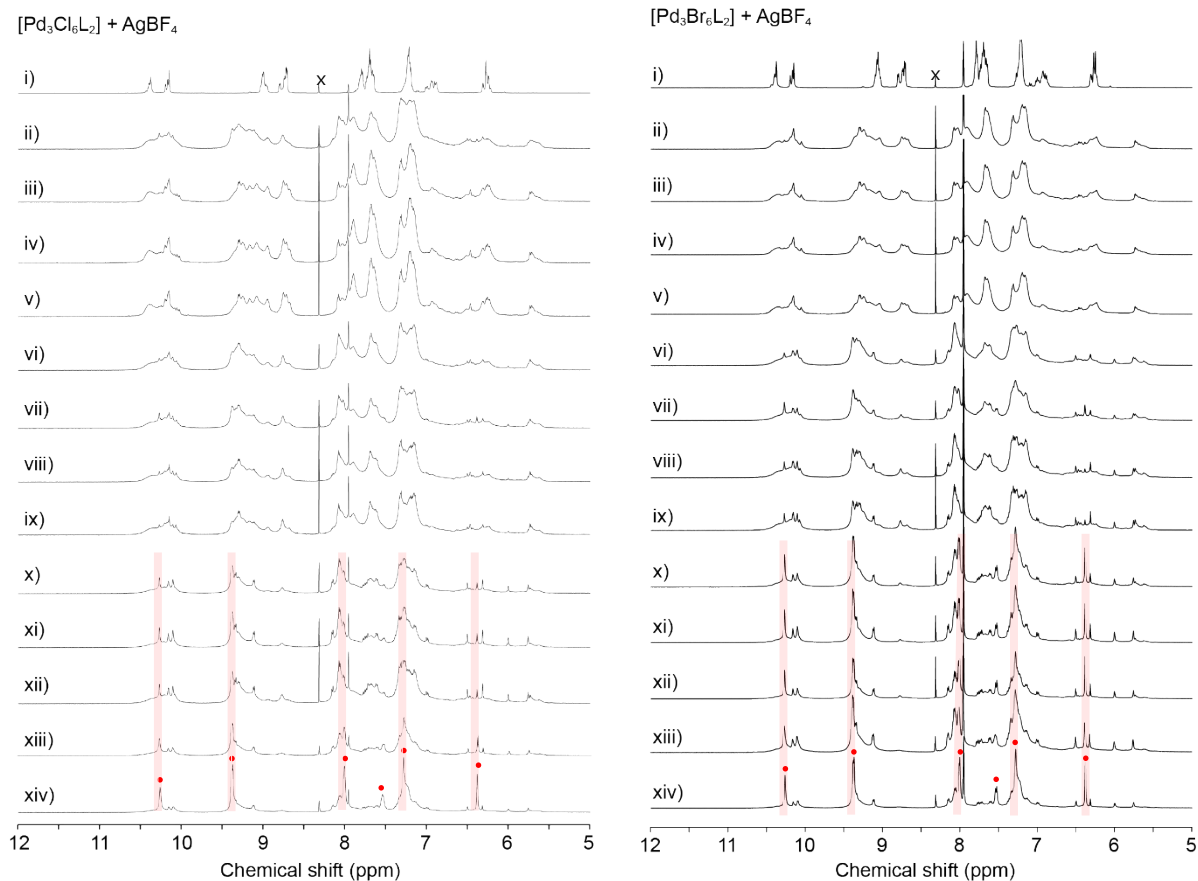 [Pd₃Cl₆L₂] + AgBF₄
i)
x
ii)
iii)
iv)
v)
vi)
vii)
viii)
ix)
x)
xi)
xii)
xiii)
xiv)
12 11 10 9 8 7 6 5
Chemical shift (ppm)
[Pd₃Br₆L₂] + AgBF₄
i)
x
ii)
iii)
iv)
v)
vi)
vii)
viii)
ix)
x)
xi)
xii)
xiii)
xiv)
12 11 10 9 8 7 6 5
Chemical shift (ppm)